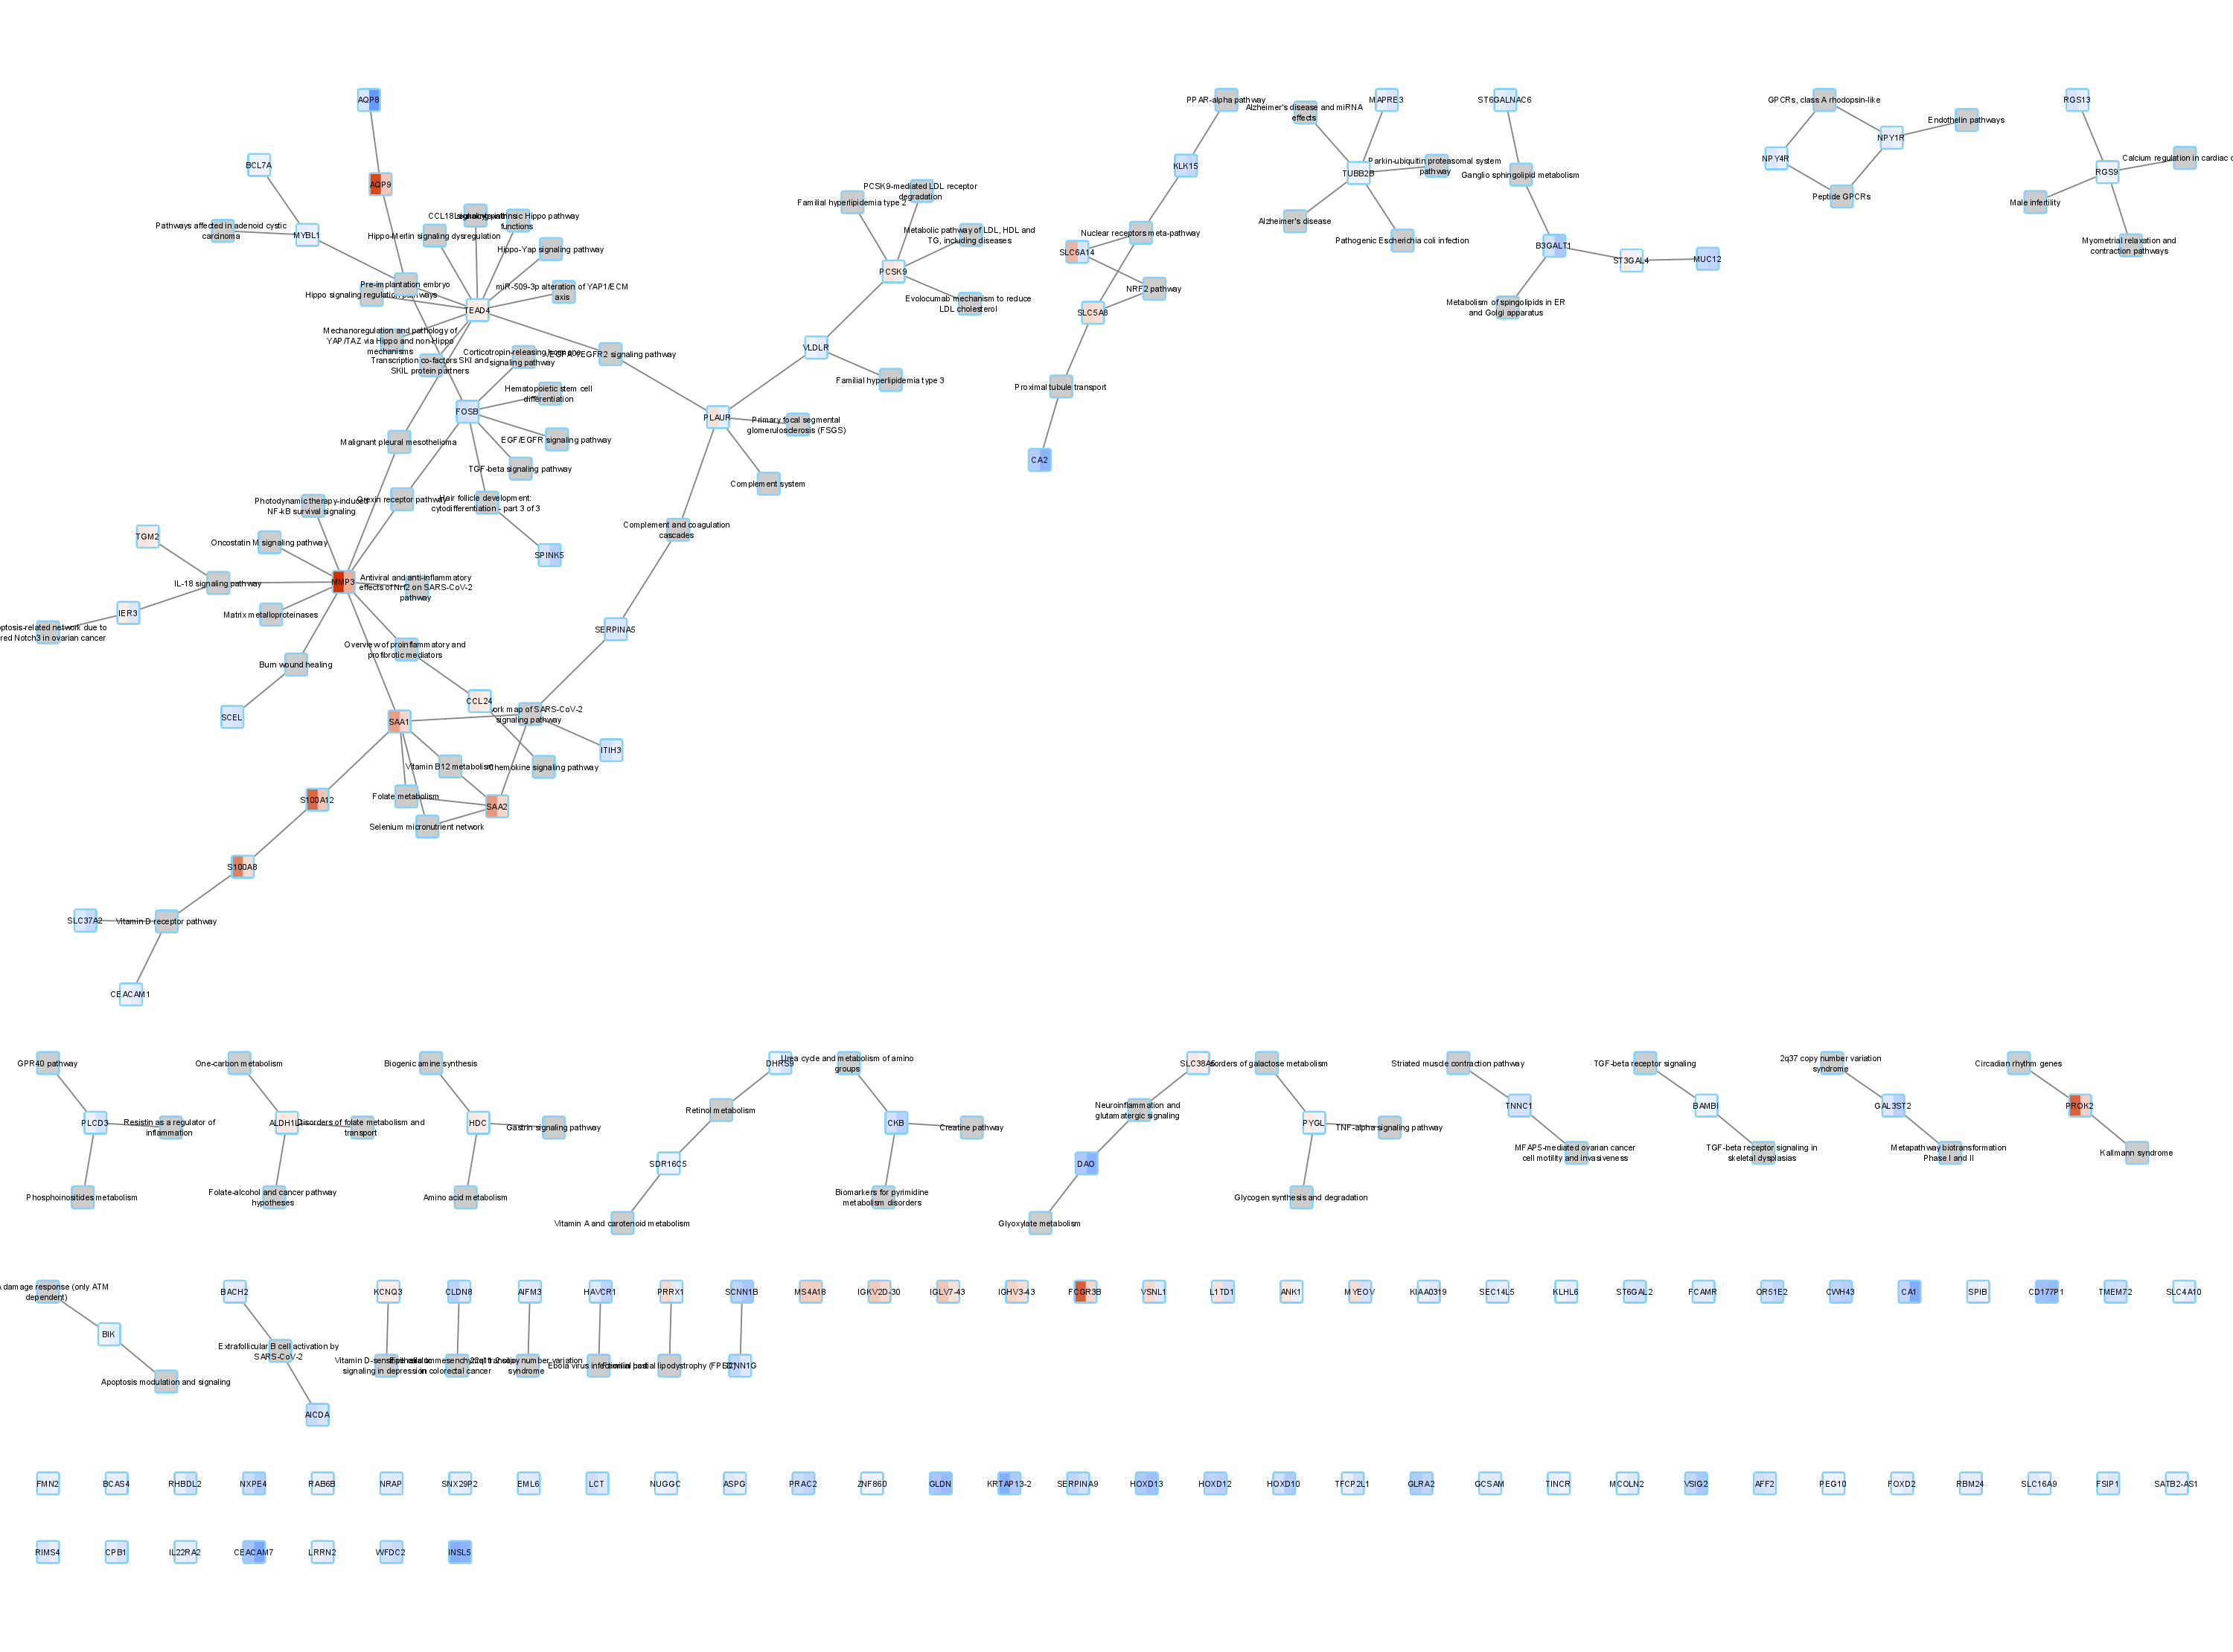 AQP8
PPAR-alpha pathway
Alzheimer's disease and miRNA
effects
MAPRE3
ST6GALNAC6
GPCRs, class A rhodopsin-like
RGS13
Endothelin pathways
NPY1R
BCL7A
NPY4R
Calcium regulation in cardiac
KLK15
Parkin-ubiquitin proteasomal system
pathway
TUBB2B
Ganglio sphingolipid metabolism
RGS9
AQP9
PCSK9-mediated LDL receptor
degradation
Familial hyperlipidemia type 2
Peptide GPCRs
Male infertility
Hippo pathway
functions
Pathways affected in adenoid cystic
carcinoma
MYBL1
Hippo-Merlin signaling dysregulation
Metabolic pathway of LDL, HDL and
TG, including diseases
Alzheimer's disease
Nuclear receptors meta-pathway
Pathogenic Escherichia coli infection
Myometrial relaxation and
contraction pathways
Hippo-Yap signaling pathway
SLC6A14
B3GALT1
ST3GAL4
MUC12
PCSK9
Pre-implantation embryo
Hippo signaling regulation pathways
miR-509-3p alteration of YAP1/ECM
axis
NRF2 pathway
TEAD4
Evolocumab mechanism to reduce
LDL cholesterol
Metabolism of spingolipids in ER
and Golgi apparatus
SLC5A8
Mechanoregulation and pathology of
YAP/TAZ via Hippo and non-Hippo
mechanisms
Transcription co-factors SKI and
SKIL protein partners
Corticotropin-releasing hormone
signaling pathway
VEGFA-VEGFR2 signaling pathway
VLDLR
Familial hyperlipidemia type 3
Proximal tubule transport
Hematopoietic stem cell
differentiation
FOSB
PLAUR
Primary focal segmental
glomerulosclerosis (FSGS)
EGF/EGFR signaling pathway
Malignant pleural mesothelioma
CA2
TGF-beta signaling pathway
Complement system
Photodynamic therapy-induced
NF-kB survival signaling
Orexin receptor pathway
Hair follicle development:
cytodifferentiation - part 3 of 3
TGM2
Complement and coagulation
cascades
Oncostatin M signaling pathway
SPINK5
IL-18 signaling pathway
MMP3
Antiviral and anti-inflammatory
effects of Nrf2 on SARS-CoV-2
pathway
IER3
Matrix metalloproteinases
optosis-related network due to
red Notch3 in ovarian cancer
SERPINA5
Overview of proinflammatory and
profibrotic mediators
Burn wound healing
CCL24
SCEL
SAA1
ork map of SARS-CoV-2
signaling pathway
ITIH3
Vitamin B12 metabolism
Chemokine signaling pathway
S100A12
Folate metabolism
SAA2
Selenium micronutrient network
S100A8
SLC37A2
Vitamin D receptor pathway
CEACAM1
GPR40 pathway
One-carbon metabolism
Biogenic amine synthesis
DHRS9
Urea cycle and metabolism of amino
groups
SLC38A5
orders of galactose metabolism
Striated muscle contraction pathway
TGF-beta receptor signaling
2q37 copy number variation
syndrome
Circadian rhythm genes
Retinol metabolism
Neuroinflammation and
glutamatergic signaling
TNNC1
BAMBI
GAL3ST2
PROK2
PLCD3
Resistin as a regulator of
inflammation
ALDH1L1
Disorders of folate metabolism and
transport
HDC
Gastrin signaling pathway
CKB
Creatine pathway
PYGL
TNF-alpha signaling pathway
SDR16C5
DAO
MFAP5-mediated ovarian cancer
cell motility and invasiveness
TGF-beta receptor signaling in
skeletal dysplasias
Metapathway biotransformation
Phase I and II
Kallmann syndrome
Phosphoinositides metabolism
Folate-alcohol and cancer pathway
hypotheses
Amino acid metabolism
Vitamin A and carotenoid metabolism
Biomarkers for pyrimidine
metabolism disorders
Glyoxylate metabolism
Glycogen synthesis and degradation
damage response (only ATM
dependent)
BACH2
KCNQ3
CLDN8
AIFM3
HAVCR1
PRRX1
SCNN1B
MS4A18
IGKV2D-30
IGLV7-43
IGHV3-43
FCGR3B
VSNL1
L1TD1
ANK1
MYEOV
KIAA0319
SEC14L5
KLHL6
ST6GAL2
FCAMR
OR51E2
CWH43
CA1
SPIB
CD177P1
TMEM72
SLC4A10
BIK
Extrafollicular B cell activation by
SARS-CoV-2
Vitamin D-sensitive calcium
signaling in depression
in colorectal cancer
number variation
syndrome
Ebola virus infection in host
Familial partial lipodystrophy (FPLD)
SCNN1G
Apoptosis modulation and signaling
AICDA
FMN2
BCAS4
RHBDL2
NXPE4
RAB6B
NRAP
SNX29P2
EML6
LCT
NUGGC
ASPG
PRAC2
ZNF860
GLDN
KRTAP13-2
SERPINA9
HOXD13
HOXD12
HOXD10
TFCP2L1
GLRA2
GCSAM
TINCR
MCOLN2
VSIG2
AFF2
PEG10
FOXD2
RBM24
SLC16A9
FSIP1
SATB2-AS1
RIMS4
CPB1
IL22RA2
CEACAM7
LRRN2
WFDC2
INSL5